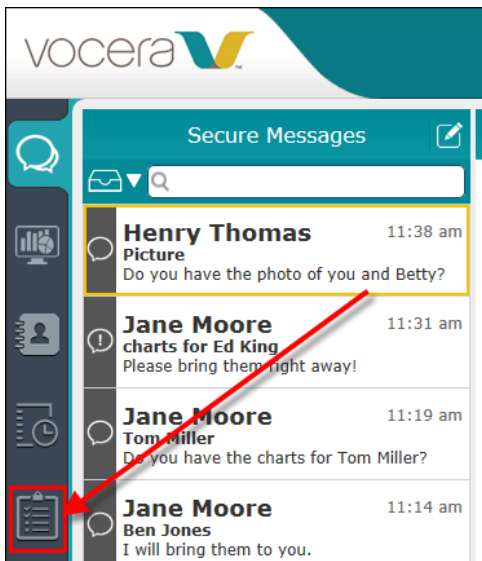 vocera
Secure Messages
Henry Thomas 11:38 am
Picture
Do you have the photo of you and Betty?
Jane Moore 11:31 am
charts for Ed King
Please bring them right away!
Jane Moore 11:19 am
Tom Miller
Do you have the charts for Tom Miller?
Jane Moore 11:14 am
Ben Jones
I will bring them to you.